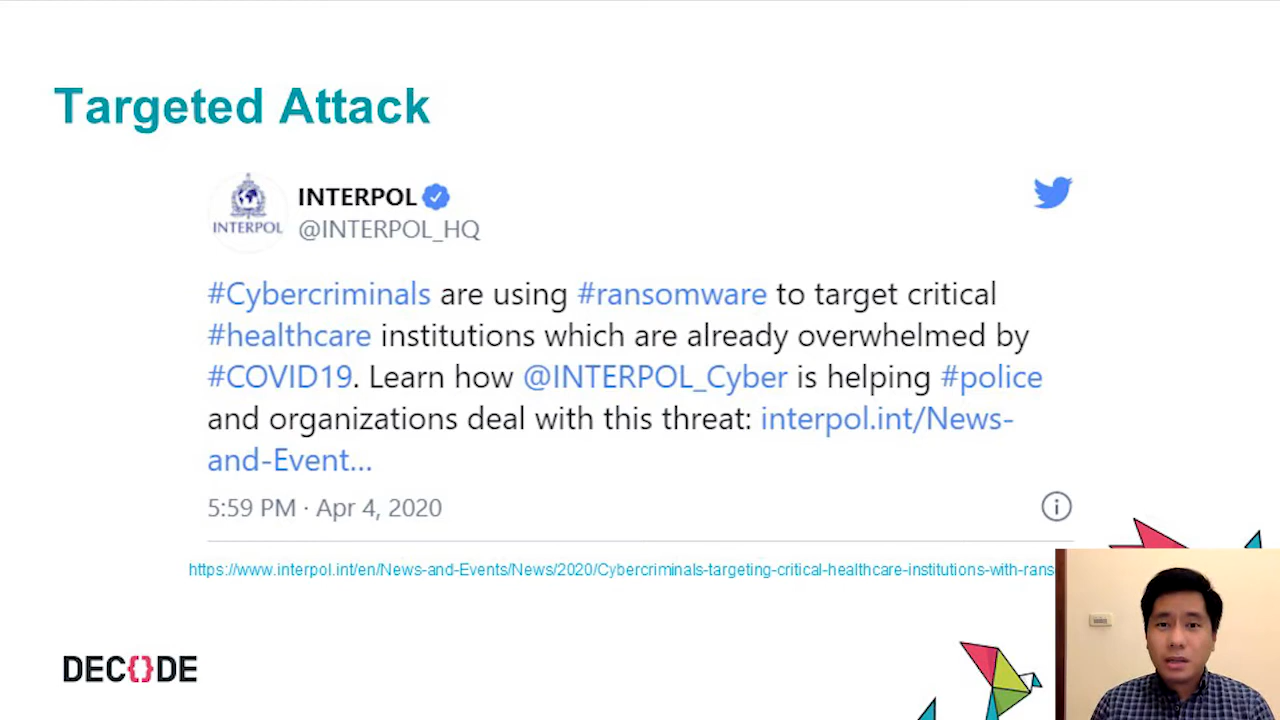 Targeted Attack
INTERPOL
@INTERPOL_HQ
INTERPOL
#Cybercriminals are using #ransomware to target critical
#healthcare institutions which are already overwhelmed by
#COVID19. Learn how @INTERPOL_Cyber is helping #police
and organizations deal with this threat: interpol.int/News-
and-Event...
5:59 PM · Apr 4, 2020
https://www.interpol.int/en/News-and-Events/News/2020/Cybercriminals-targeting-critical-healthcare-institutions-with-rans
DEC{}DE